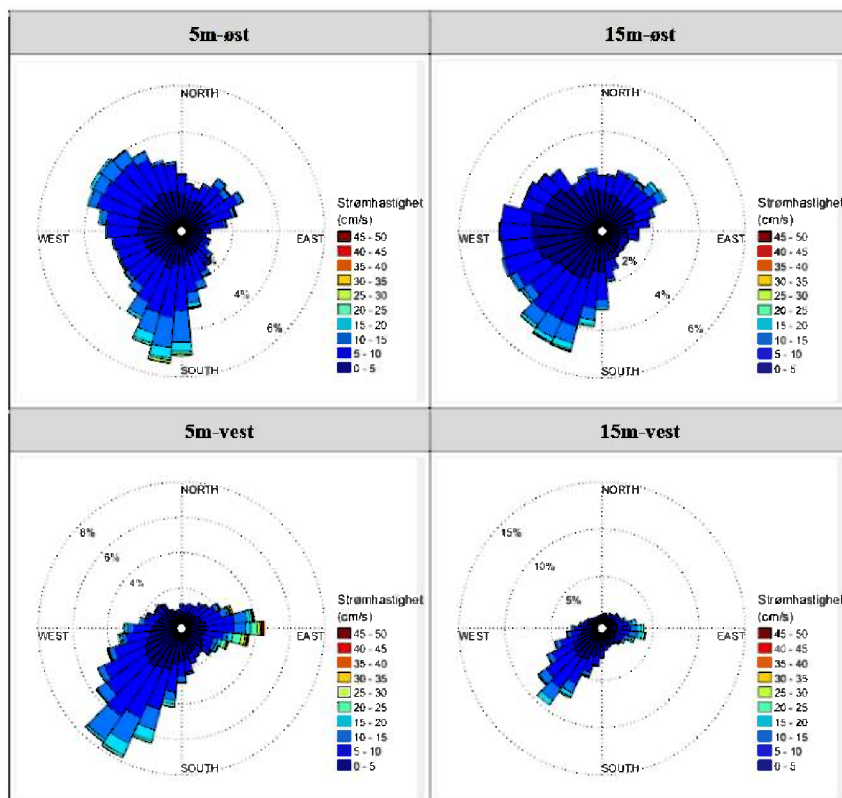 5m-øst
15m-øst
NORTH
WEST
EAST
SOUTH
4%
6%
Strømhastighet
(cm/s)
45 - 50
40 - 45
35 - 40
30 - 35
25 - 30
20 - 25
15 - 20
10 - 15
5 - 10
0 - 5
NORTH
WEST
EAST
SOUTH
2%
4%
6%
Strømhastighet
(cm/s)
45 - 50
40 - 45
35 - 40
30 - 35
25 - 30
20 - 25
15 - 20
10 - 15
5 - 10
0 - 5
5m-vest
15m-vest
NORTH
8%
6%
4%
WEST
EAST
SOUTH
Strømhastighet
(cm/s)
45 - 50
40 - 45
35 - 40
30 - 35
25 - 30
20 - 25
15 - 20
10 - 15
5 - 10
0 - 5
NORTH
15%
10%
5%
WEST
EAST
SOUTH
Strømhastighet
(cm/s)
45 - 50
40 - 45
35 - 40
30 - 35
25 - 30
20 - 25
15 - 20
10 - 15
5 - 10
0 - 5